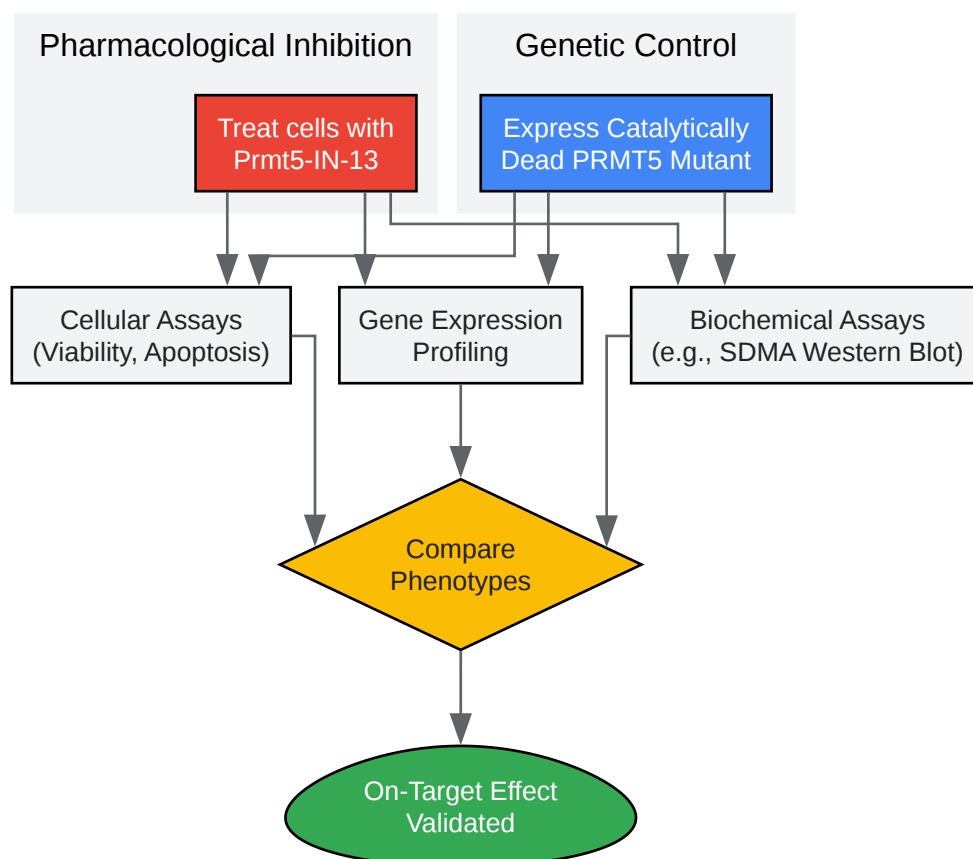 Pharmacological Inhibition
Genetic Control
Treat cells with
Prmt5-IN-13
Express Catalytically
Dead PRMT5 Mutant
Cellular Assays
(Viability, Apoptosis)
Gene Expression
Profiling
Biochemical Assays
(e.g., SDMA Western Blot)
Compare
Phenotypes
On-Target Effect
Validated